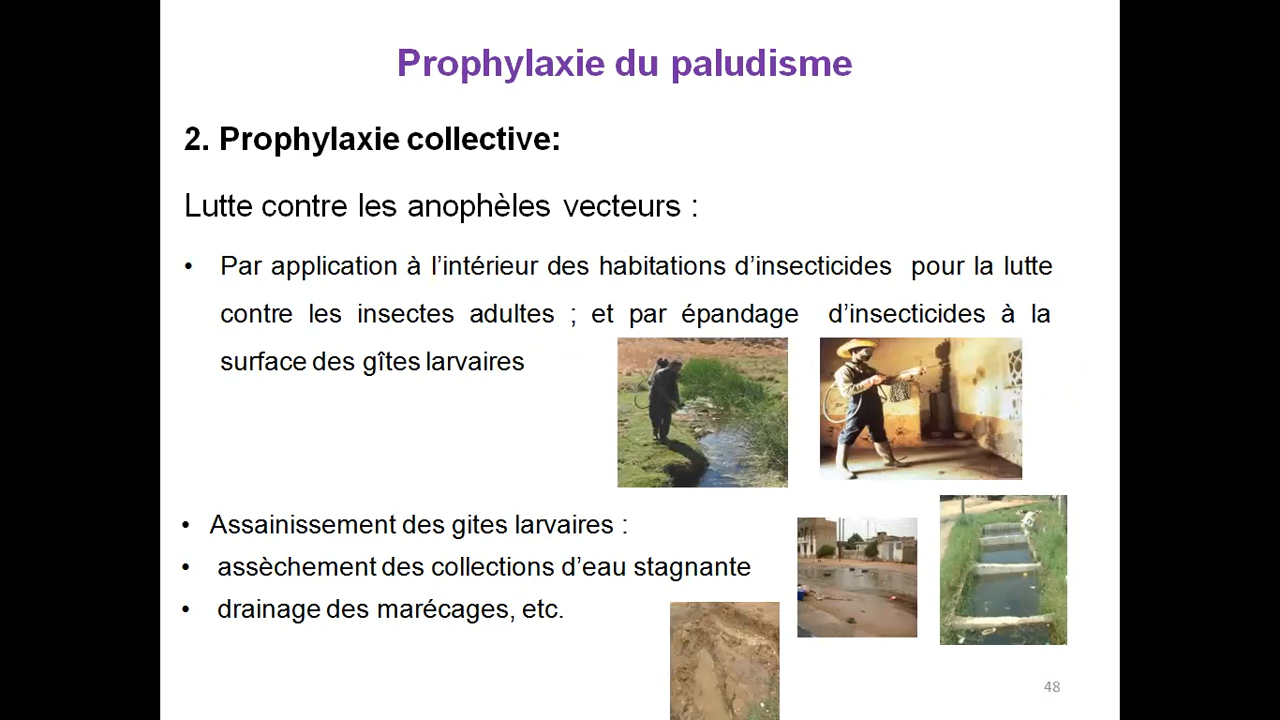 Prophylaxie du paludisme
2. Prophylaxie collective:
Lutte contre les anophèles vecteurs :
• Par application à l’intérieur des habitations d’insecticides pour la lutte
contre les insectes adultes ; et par épandage d’insecticides à la
surface des gîtes larvaires
• Assainissement des gites larvaires :
• assèchement des collections d’eau stagnante
• drainage des marécages, etc.
48